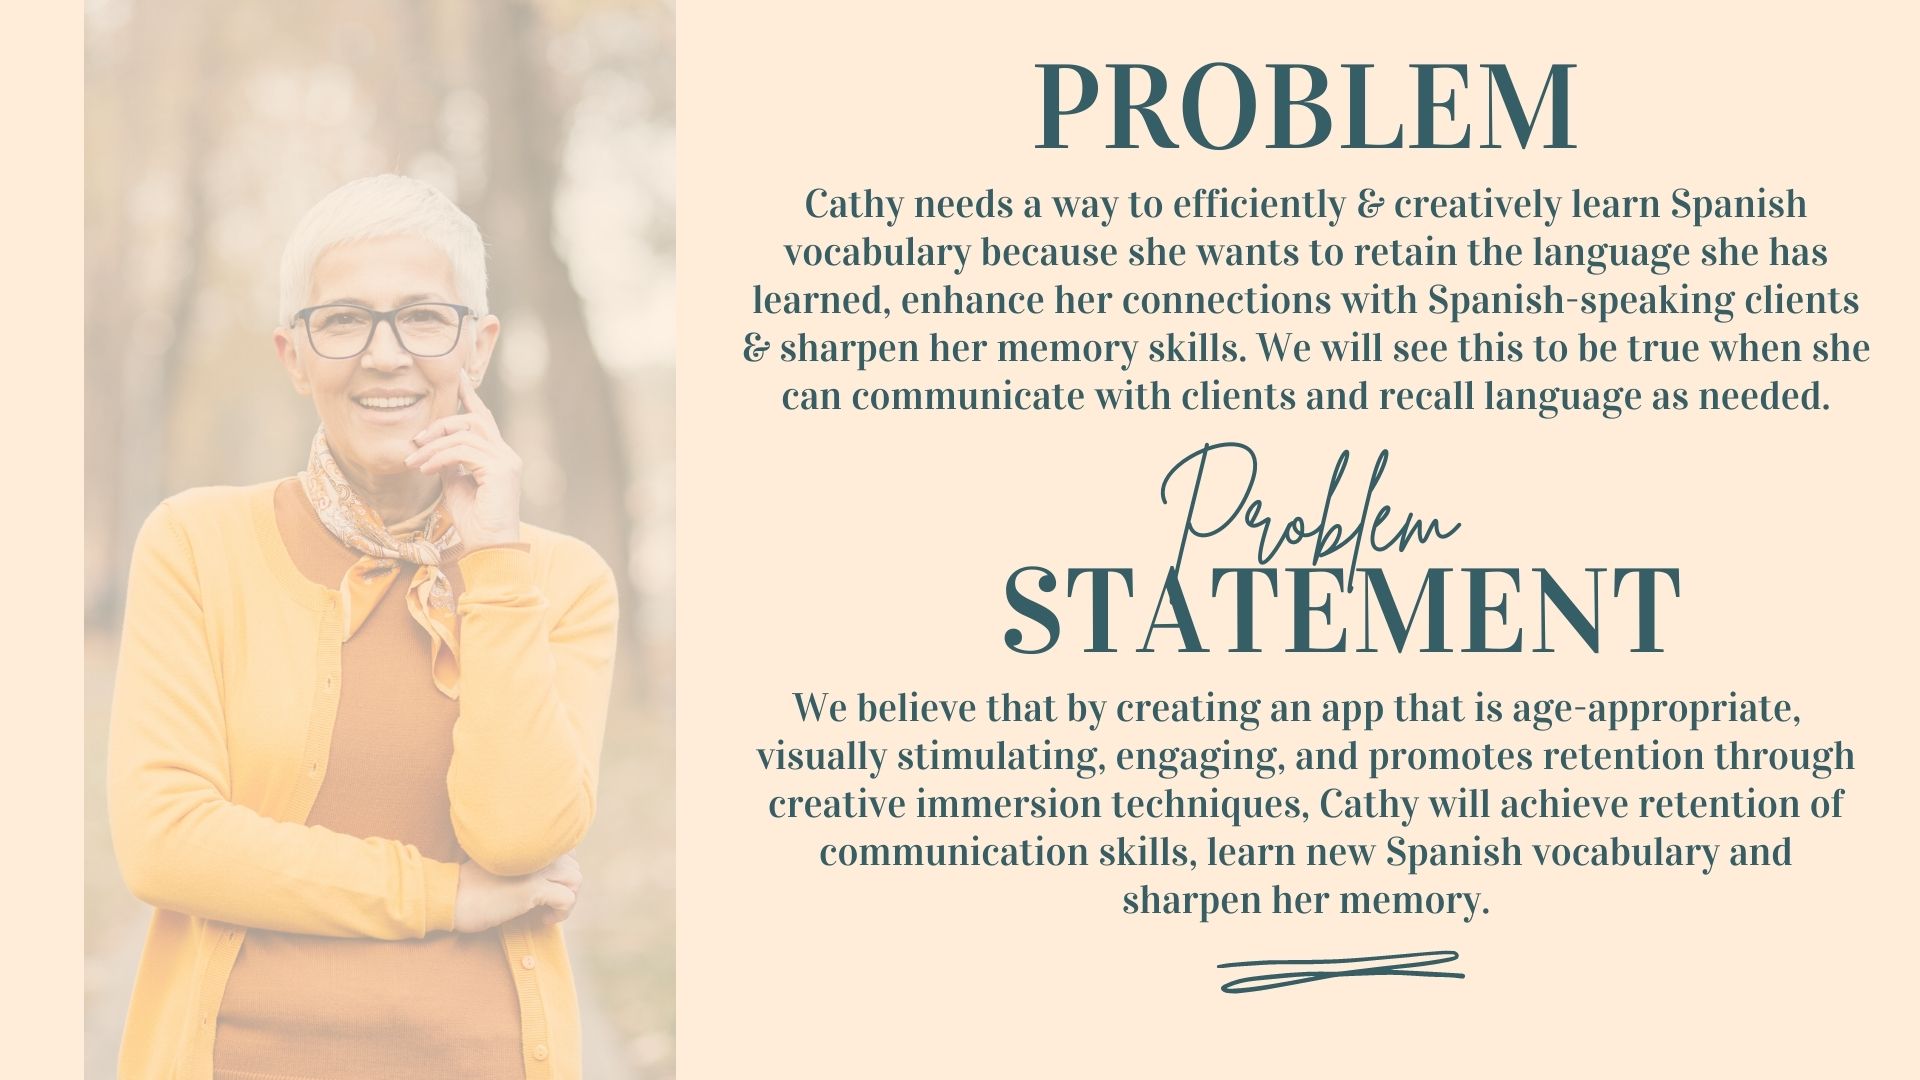 PROBLEM
Cathy needs a way to efficiently & creatively learn Spanish
vocabulary because she wants to retain the language she has
learned, enhance her connections with Spanish-speaking clients
& sharpen her memory skills. We will see this to be true when she
can communicate with clients and recall language as needed.
Problem
STATEMENT
We believe that by creating an app that is age-appropriate,
visually stimulating, engaging, and promotes retention through
creative immersion techniques, Cathy will achieve retention of
communication skills, learn new Spanish vocabulary and
sharpen her memory.